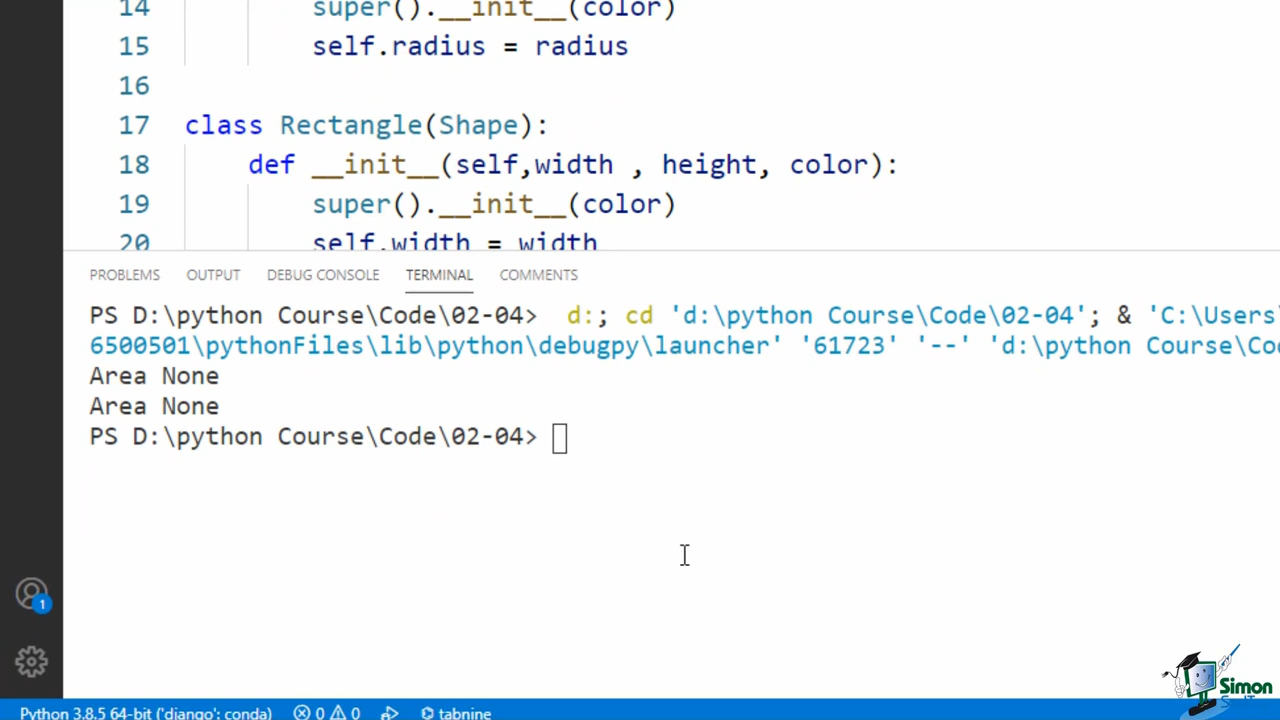 14 super().__init__(color)
15 self.radius = radius
16
17 class Rectangle(Shape):
18 def __init__(self,width , height, color):
19 super().__init__(color)
20 self.width = width
PROBLEMS OUTPUT DEBUG CONSOLE TERMINAL COMMENTS
PS D:\python Course\Code\02-04> d:; cd 'd:\python Course\Code\02-04'; & 'C:\Users
6500501\pythonFiles\lib\python\debugpy\launcher' '61723' '--' 'd:\python Course\Co
Area None
Area None
PS D:\python Course\Code\02-04>
1
Simon
Python 3.8.5 64-bit ('django': conda) 0 0 tabnine